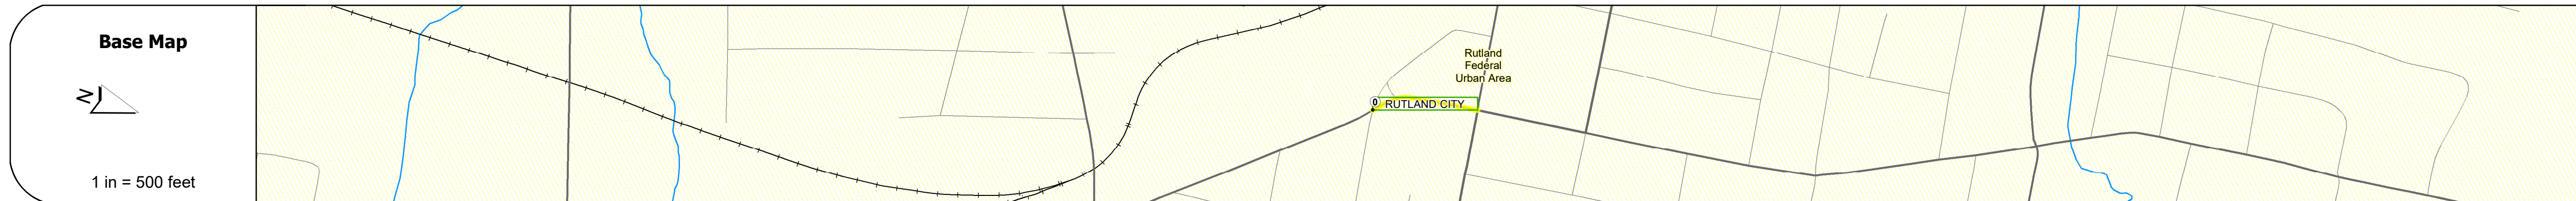 Base Map
N
1 in = 500 feet
Rutland
Federal
Urban Area
0
RUTLAND CITY